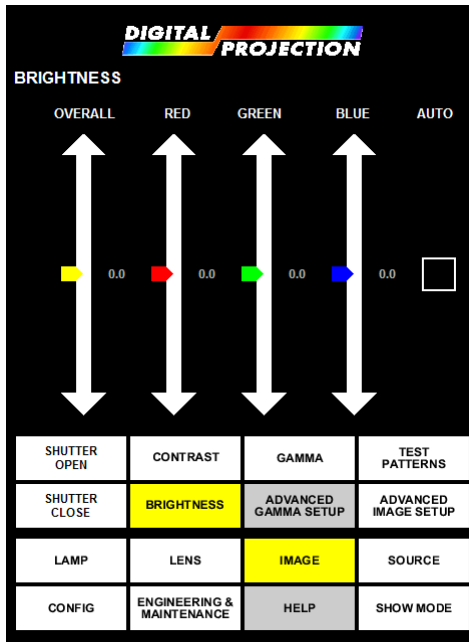 DIGITAL
PROJECTION
BRIGHTNESS
OVERALL RED GREEN BLUE AUTO
0.0 0.0 0.0 0.0
SHUTTER OPEN
CONTRAST
GAMMA
TEST PATTERNS
SHUTTER CLOSE
BRIGHTNESS
ADVANCED GAMMA SETUP
ADVANCED IMAGE SETUP
LAMP
LENS
IMAGE
SOURCE
CONFIG
ENGINEERING & MAINTENANCE
HELP
SHOW MODE